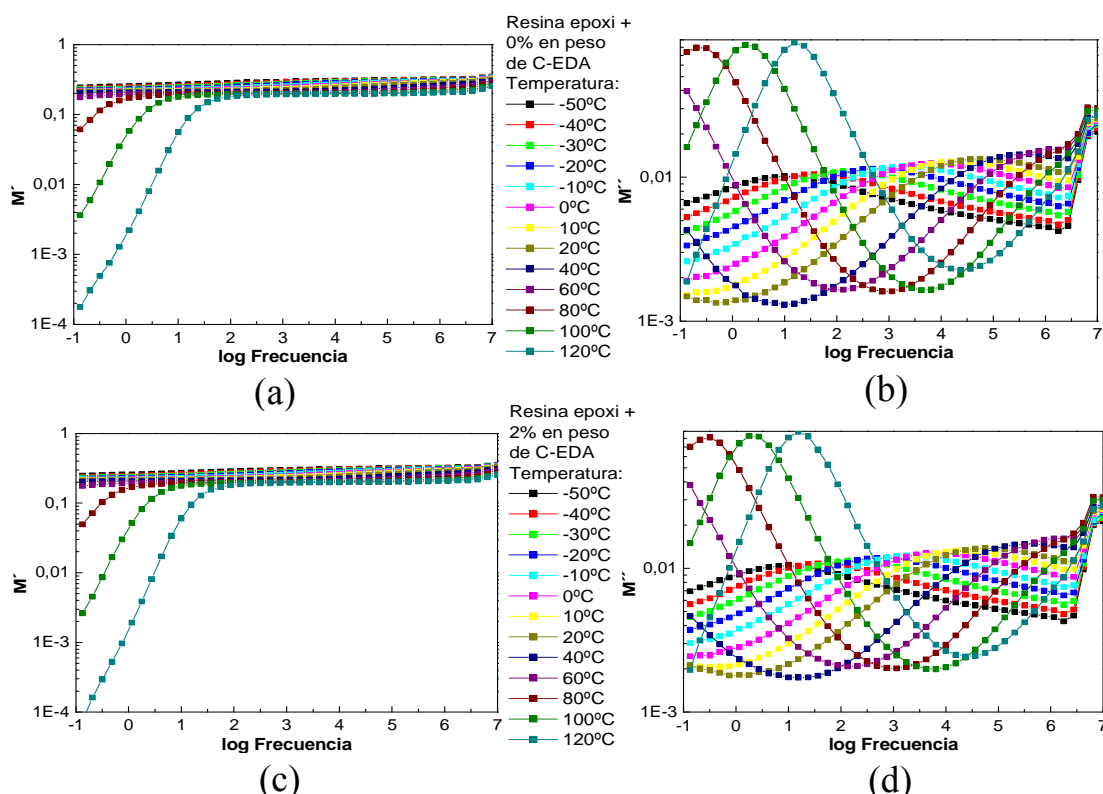 1
0,1
0,01
1E-3
1E-4
M´
-1 0 1 2 3 4 5 6 7
log Frecuencia
(a)
Resina epoxi +
0% en peso
de C-EDA
Temperatura:
-50ºC
-40ºC
-30ºC
-20ºC
-10ºC
0ºC
10ºC
20ºC
40ºC
60ºC
80ºC
100ºC
120ºC
0,01
1E-3
M´´
-1 0 1 2 3 4 5 6 7
log Frecuencia
(b)
1
0,1
0,01
1E-3
1E-4
M´
-1 0 1 2 3 4 5 6 7
log Frecuencia
(c)
Resina epoxi +
2% en peso
de C-EDA
Temperatura:
-50ºC
-40ºC
-30ºC
-20ºC
-10ºC
0ºC
10ºC
20ºC
40ºC
60ºC
80ºC
100ºC
120ºC
0,01
1E-3
M´´
-1 0 1 2 3 4 5 6 7
log Frecuencia
(d)